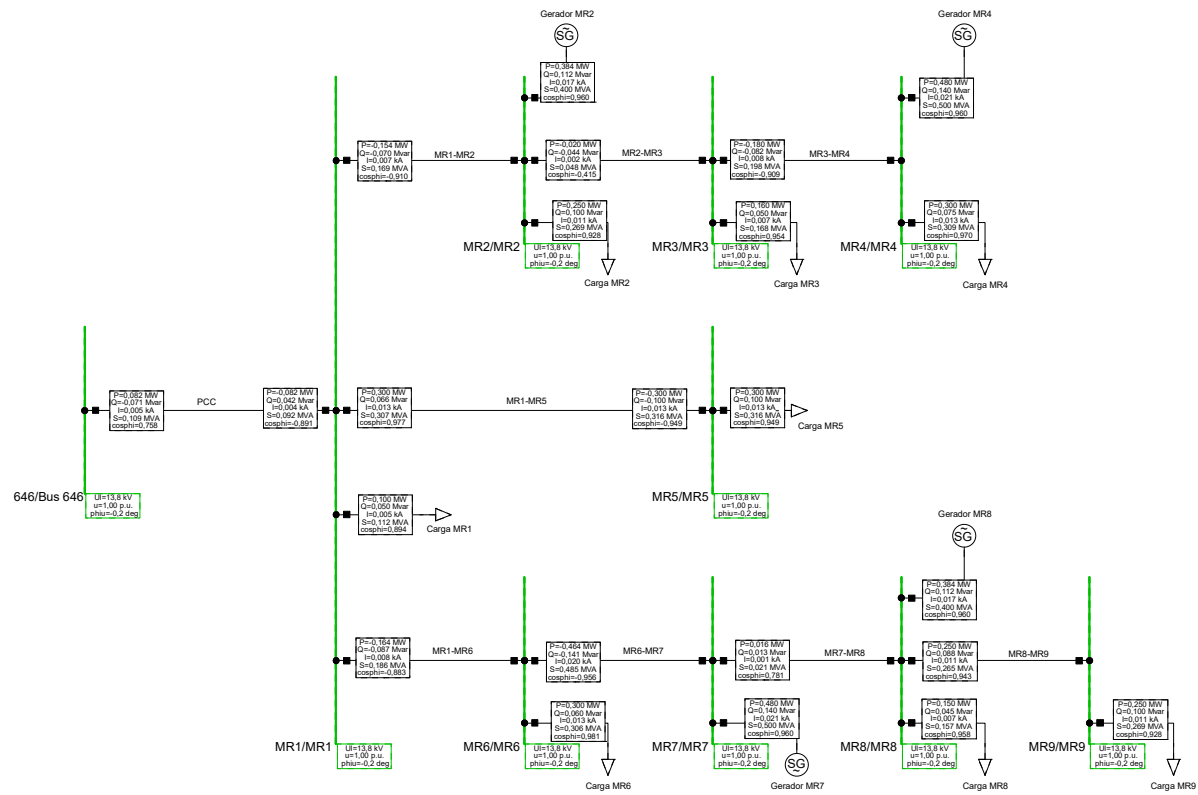 Gerador MR2
SG
P=0,384 MW
Q=0,112 Mvar
I=0,017 kA
S=0,400 MVA
cosphi=0,960
Gerador MR4
SG
P=0,480 MW
Q=0,140 Mvar
I=0,021 kA
S=0,500 MVA
cosphi=0,960
P=-0,154 MW
Q=-0,070 Mvar
I=0,007 kA
S=0,169 MVA
cosphi=-0,910
MR1-MR2
P=-0,020 MW
Q=-0,044 Mvar
I=0,002 kA
S=0,048 MVA
cosphi=-0,415
MR2-MR3
P=-0,180 MW
Q=-0,082 Mvar
I=0,008 kA
S=0,198 MVA
cosphi=-0,909
MR3-MR4
P=0,250 MW
Q=0,100 Mvar
I=0,011 kA
S=0,269 MVA
cosphi=0,928
MR2/MR2
Ul=13,8 kV
u=1,00 p.u.
phiu=-0,2 deg
Carga MR2
P=0,160 MW
Q=0,050 Mvar
I=0,007 kA
S=0,168 MVA
cosphi=0,954
MR3/MR3
Ul=13,8 kV
u=1,00 p.u.
phiu=-0,2 deg
Carga MR3
P=0,300 MW
Q=0,075 Mvar
I=0,013 kA
S=0,309 MVA
cosphi=0,970
MR4/MR4
Ul=13,8 kV
u=1,00 p.u.
phiu=-0,2 deg
Carga MR4
P=0,082 MW
Q=-0,071 Mvar
I=0,005 kA
S=0,109 MVA
cosphi=0,758
PCC
P=-0,082 MW
Q=0,042 Mvar
I=0,004 kA
S=0,092 MVA
cosphi=-0,891
P=0,300 MW
Q=0,066 Mvar
I=0,013 kA
S=0,307 MVA
cosphi=0,977
MR1-MR5
P=-0,300 MW
Q=-0,100 Mvar
I=0,013 kA
S=0,316 MVA
cosphi=-0,949
P=0,300 MW
Q=0,100 Mvar
I=0,013 kA
S=0,316 MVA
cosphi=0,949
Carga MR5
646/Bus 646
Ul=13,8 kV
u=1,00 p.u.
phiu=-0,2 deg
MR5/MR5
Ul=13,8 kV
u=1,00 p.u.
phiu=-0,2 deg
P=0,100 MW
Q=0,050 Mvar
I=0,005 kA
S=0,112 MVA
cosphi=0,894
Carga MR1
Gerador MR8
SG
P=0,384 MW
Q=0,112 Mvar
I=0,017 kA
S=0,400 MVA
cosphi=0,960
P=-0,164 MW
Q=-0,087 Mvar
I=0,008 kA
S=0,186 MVA
cosphi=-0,883
MR1-MR6
P=-0,464 MW
Q=-0,141 Mvar
I=0,020 kA
S=0,485 MVA
cosphi=-0,956
MR6-MR7
P=0,016 MW
Q=0,013 Mvar
I=0,001 kA
S=0,021 MVA
cosphi=0,781
MR7-MR8
P=0,250 MW
Q=0,088 Mvar
I=0,011 kA
S=0,265 MVA
cosphi=0,943
MR8-MR9
MR1/MR1
Ul=13,8 kV
u=1,00 p.u.
phiu=-0,2 deg
P=0,300 MW
Q=0,060 Mvar
I=0,013 kA
S=0,306 MVA
cosphi=0,981
MR6/MR6
Ul=13,8 kV
u=1,00 p.u.
phiu=-0,2 deg
Carga MR6
P=0,480 MW
Q=0,140 Mvar
I=0,021 kA
S=0,500 MVA
cosphi=0,960
MR7/MR7
Ul=13,8 kV
u=1,00 p.u.
phiu=-0,2 deg
SG
Gerador MR7
P=0,150 MW
Q=0,045 Mvar
I=0,007 kA
S=0,157 MVA
cosphi=0,958
MR8/MR8
Ul=13,8 kV
u=1,00 p.u.
phiu=-0,2 deg
Carga MR8
P=0,250 MW
Q=0,100 Mvar
I=0,011 kA
S=0,269 MVA
cosphi=0,928
MR9/MR9
Ul=13,8 kV
u=1,00 p.u.
phiu=-0,2 deg
Carga MR9